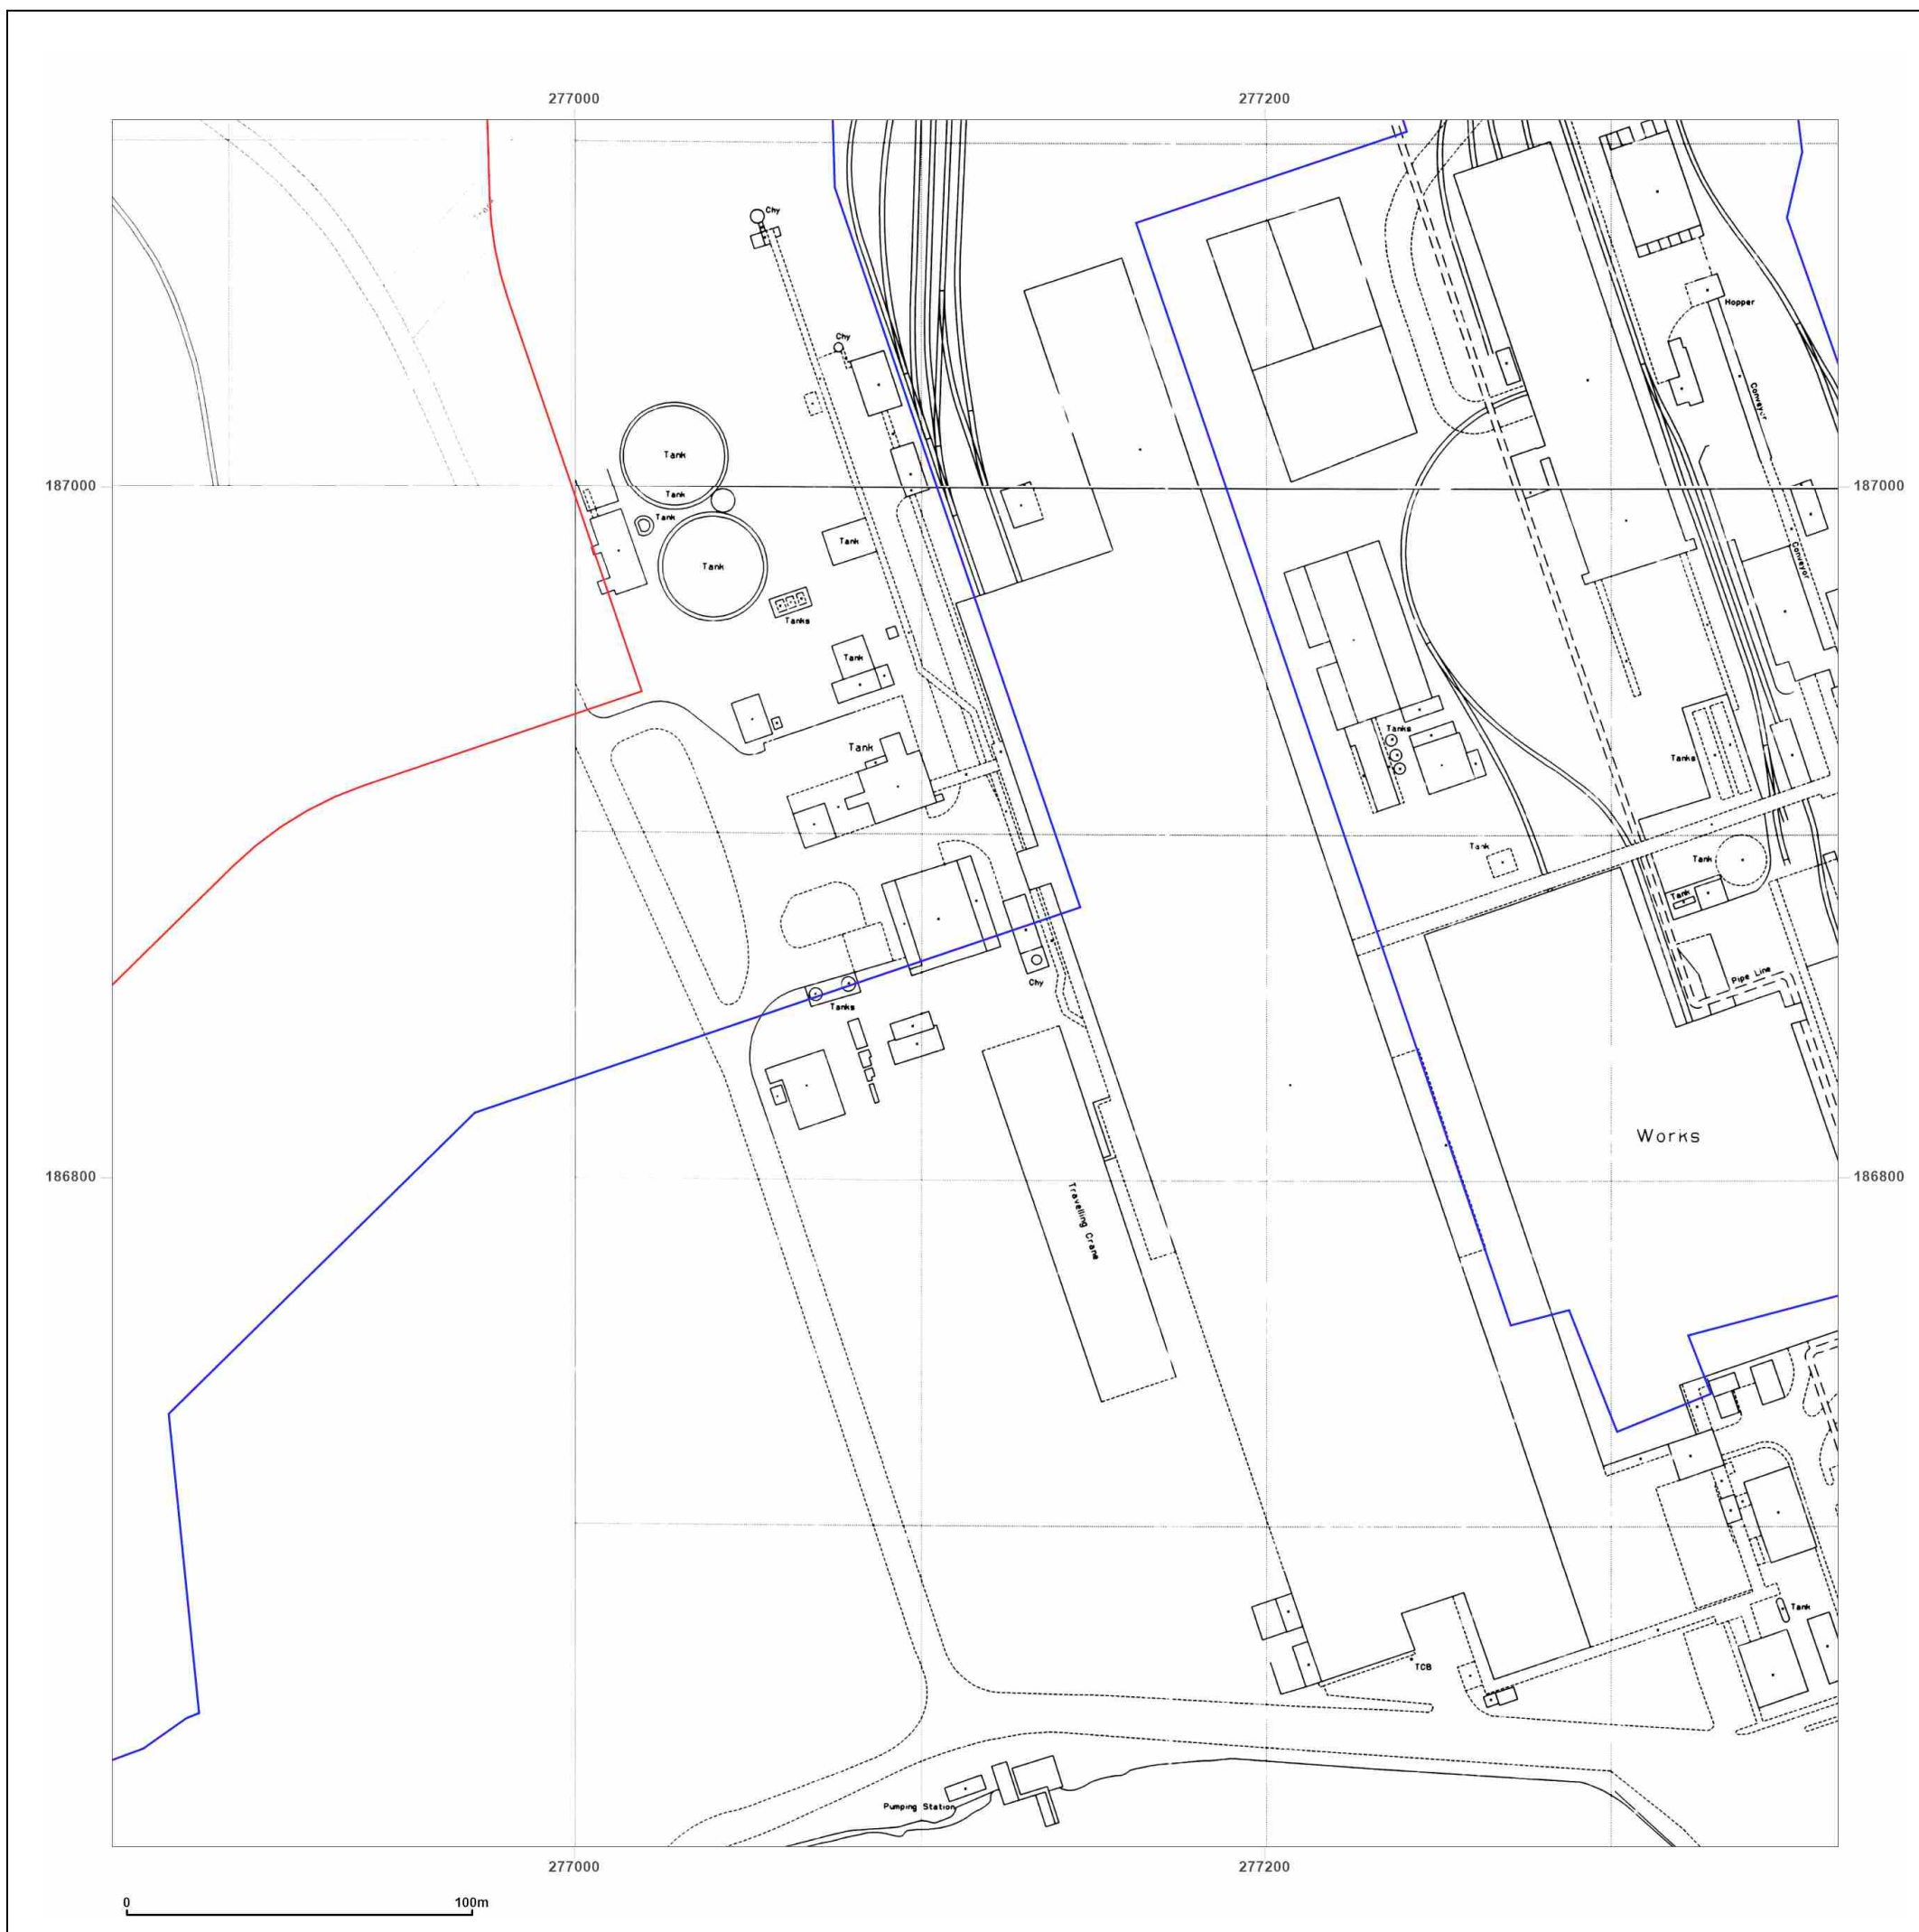 277000
277200
Track
Chy
Hopper
Chy
Conveyor
Tank
187000
Tank
187000
Tank
Tank
Conveyor
Tank
Tanks
Tank
Tanks
Tank
Tanks
Tank
Tank
Tank
Pipe Line
Chy
Tanks
Works
186800
186800
Travelling Crane
Tank
TCB
Pumping Station
277000
277200
0
100m